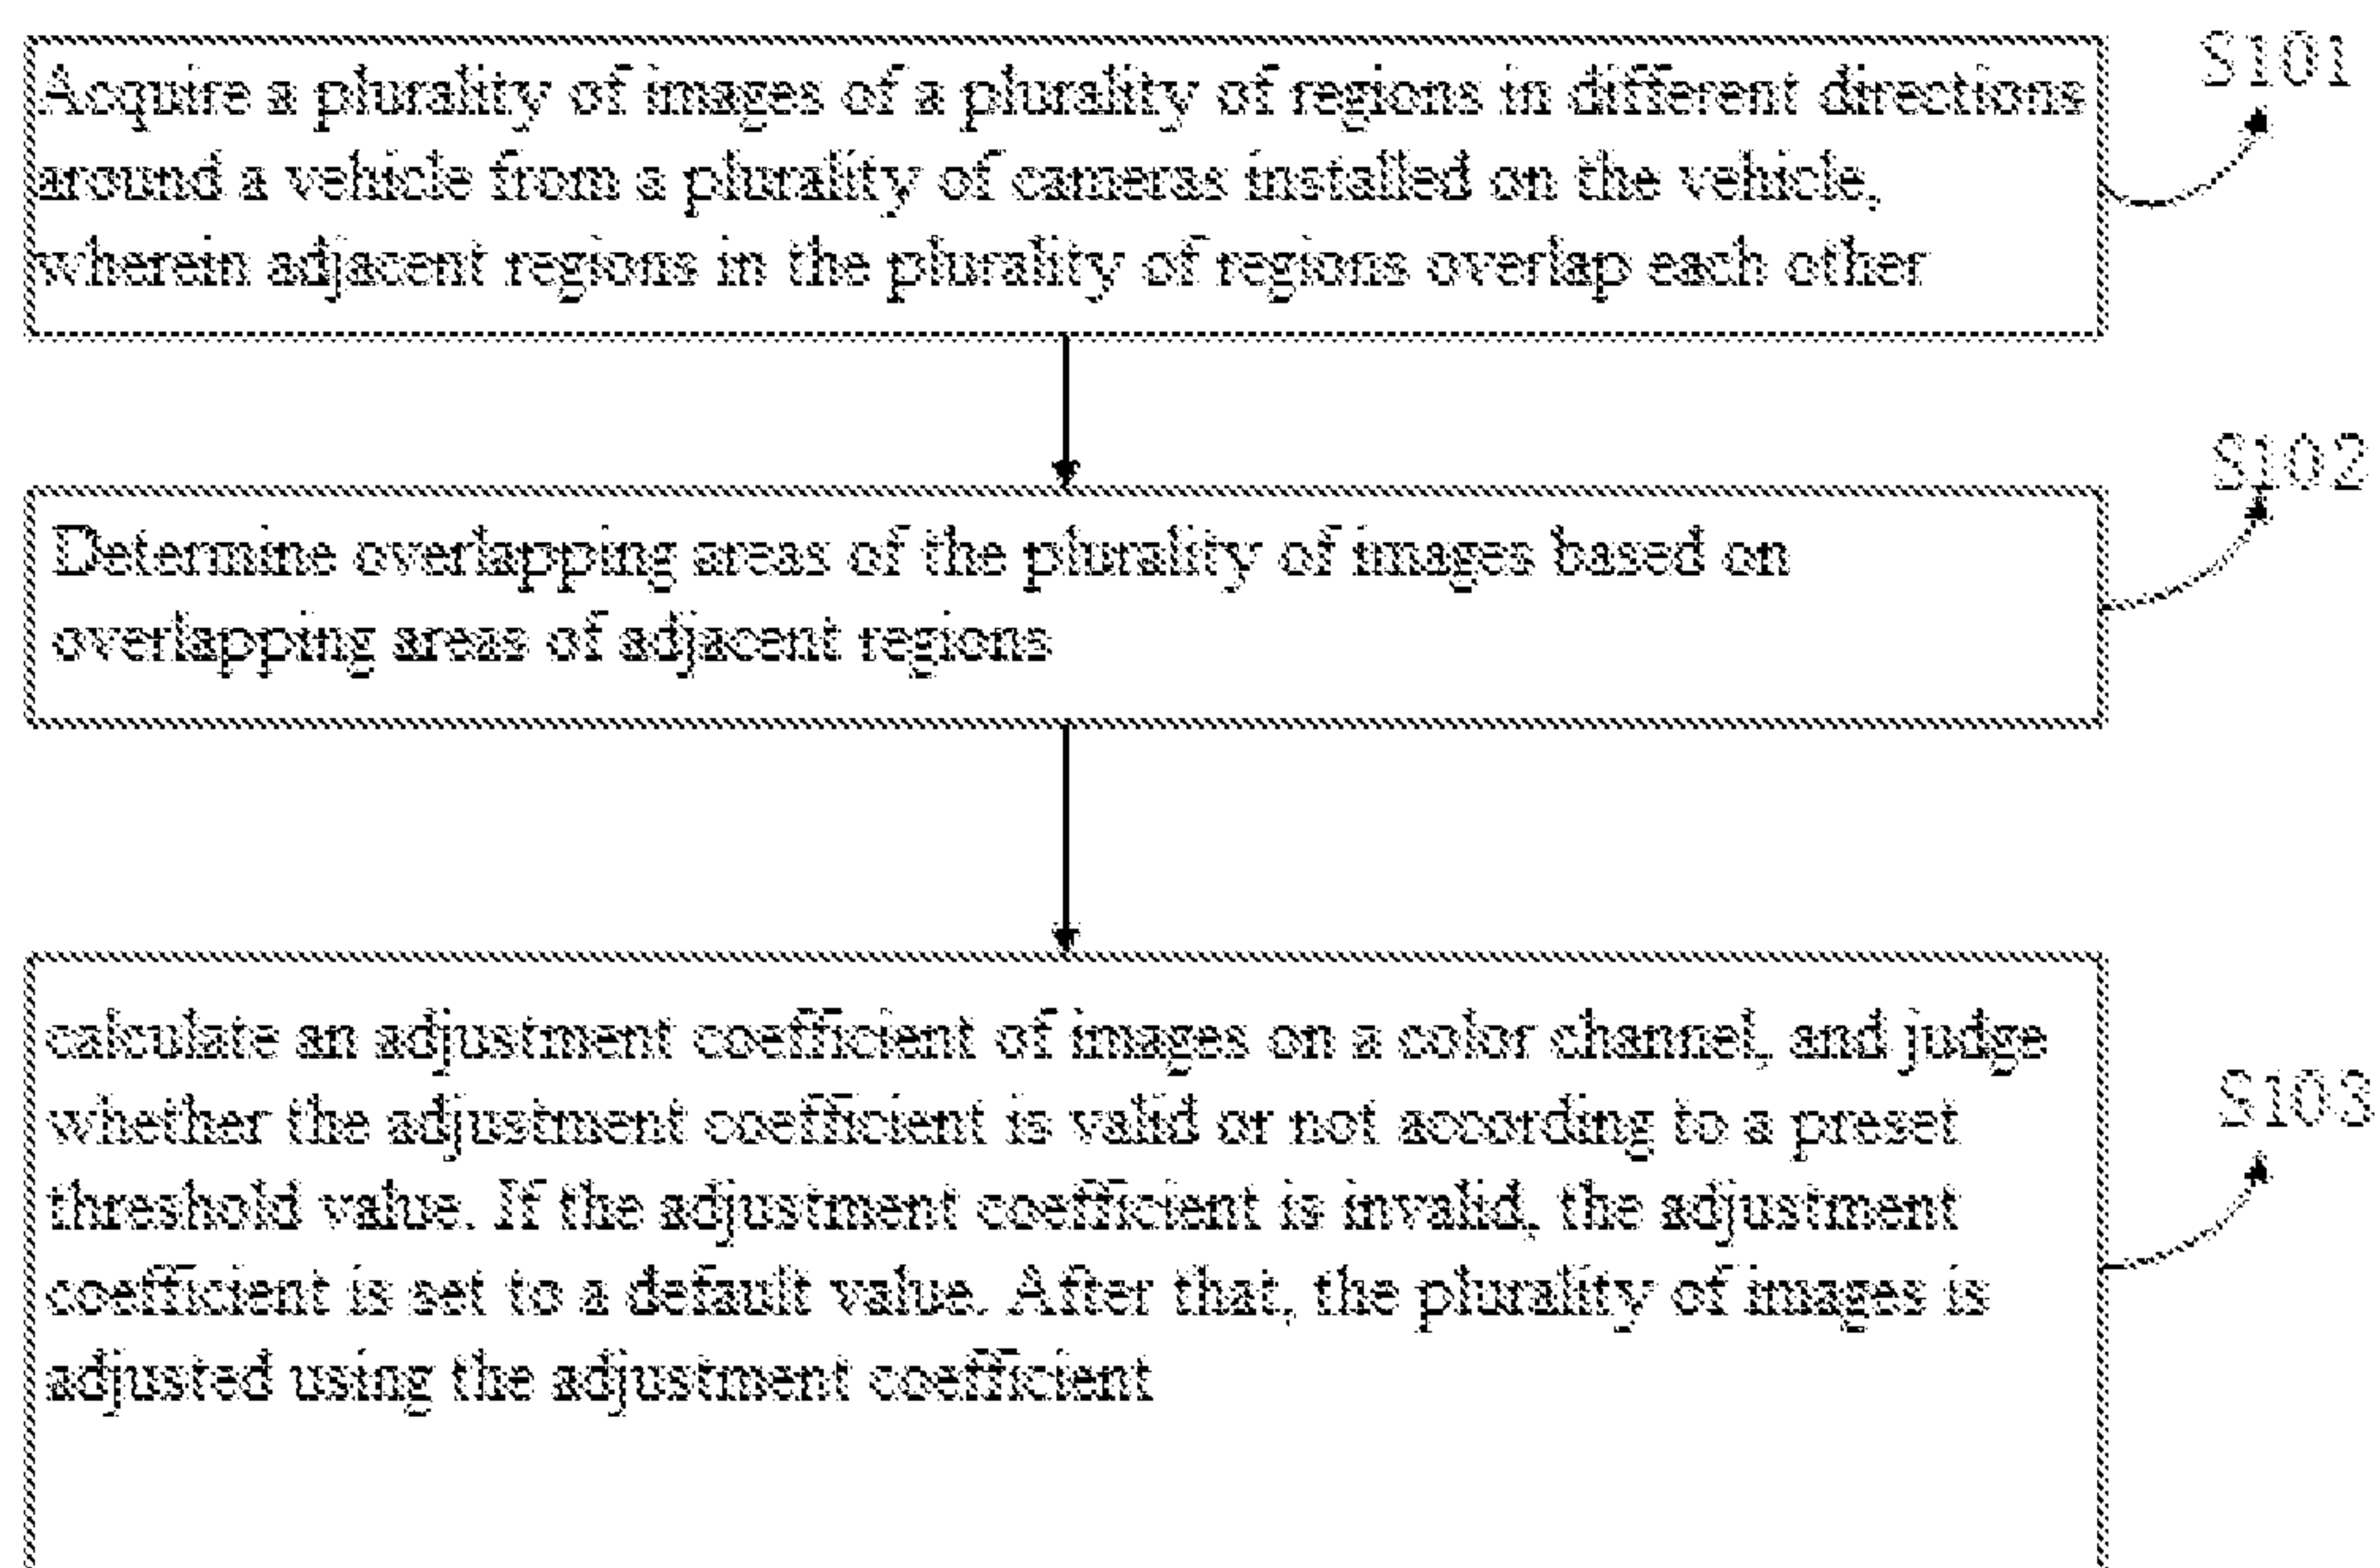 S101
Acquire a plurality of images of a plurality of regions in different directions
around a vehicle from a plurality of cameras installed on the vehicle,
wherein adjacent regions in the plurality of regions overlap each other
S102
Determine overlapping areas of the plurality of images based on
overlapping areas of adjacent regions
calculate an adjustment coefficient of images on a color channel, and judge
whether the adjustment coefficient is valid or not according to a preset
S103
threshold value. If the adjustment coefficient is invalid, the adjustment
coefficient is set to a default value. After that, the plurality of images is
adjusted using the adjustment coefficient